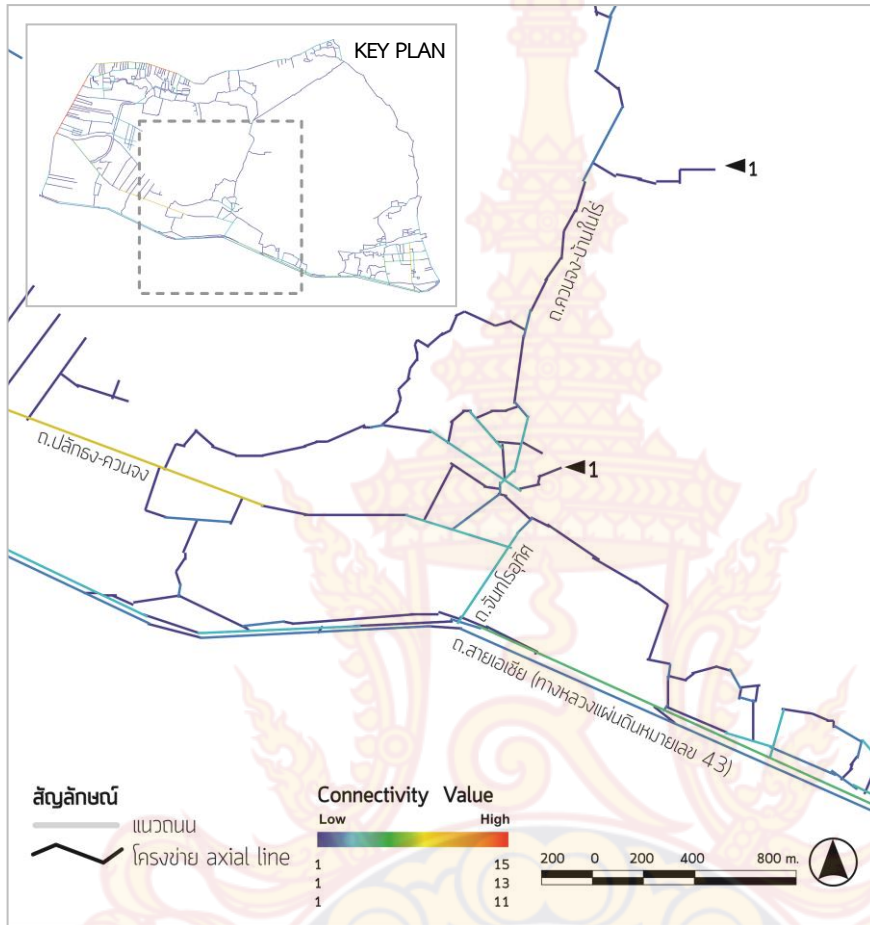 KEY PLAN
1
ถ.ควนจง-บ้านในไร่
ถ.ปลักธง-ควนจง
1
ถ.จันทโรอุทิศ
ถ.สายเอเชีย (ทางหลวงแผ่นดินหมายเลข 43)
สัญลักษณ์
แนวถนน
โครงข่าย axial line
Connectivity Value
Low High
1 15
1 13
1 11
200 0 200 400 800 m.